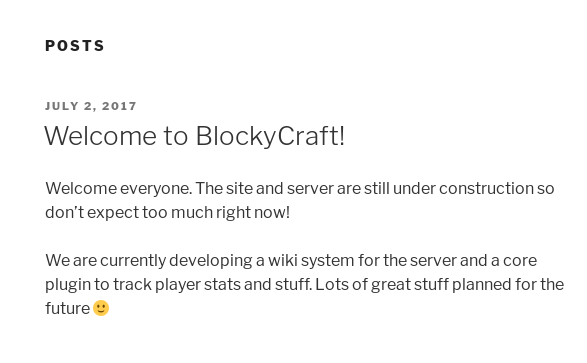 POSTS
JULY 2, 2017
Welcome to BlockyCraft!
Welcome everyone. The site and server are still under construction so
don’t expect too much right now!
We are currently developing a wiki system for the server and a core
plugin to track player stats and stuff. Lots of great stuff planned for the
future 🙂